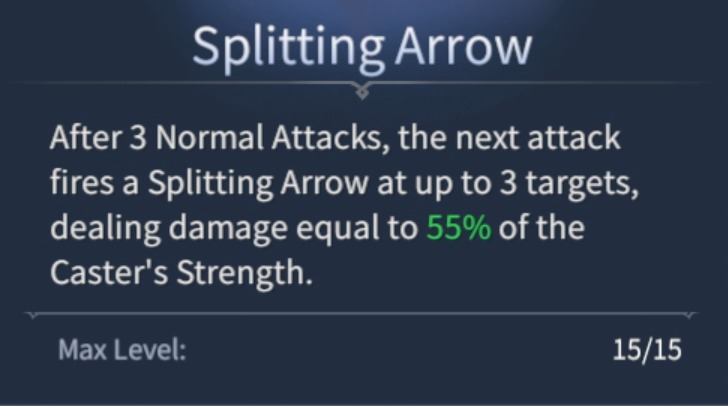 Splitting Arrow
After 3 Normal Attacks, the next attack
fires a Splitting Arrow at up to 3 targets,
dealing damage equal to 55% of the
Caster's Strength.
Max Level: 15/15